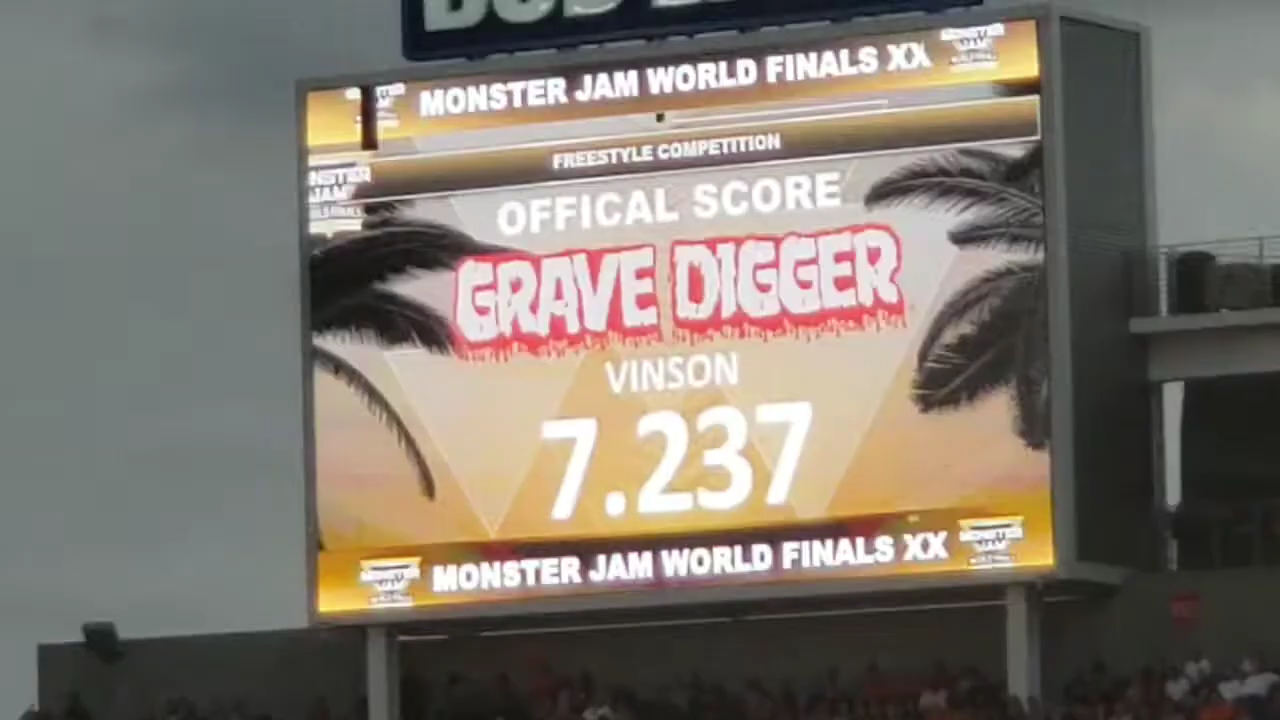 MONSTER JAM WORLD FINALS XX
FREESTYLE COMPETITION
OFFICAL SCORE
GRAVE DIGGER
VINSON
7.237
MONSTER JAM WORLD FINALS XX